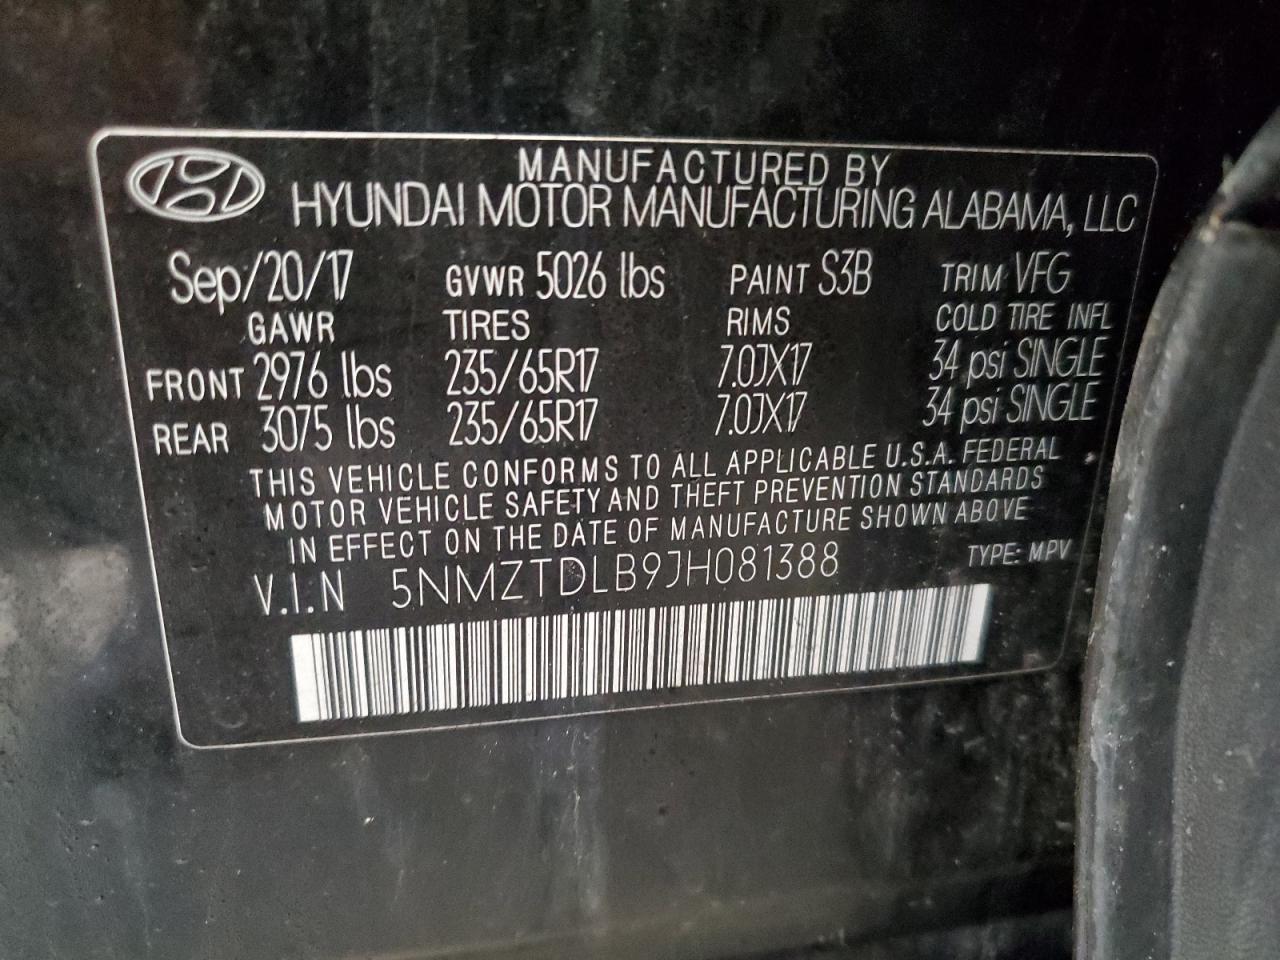 MANUFACTURED BY
HYUNDAI MOTOR MANUFACTURING ALABAMA, LLC
Sep/20/17 GVWR 5026 lbs PAINT S3B TRIM VFG
GAWR TIRES RIMS COLD TIRE INFL
FRONT 2976 lbs 235/65R17 7.0JX17 34 psi SINGLE
REAR 3075 lbs 235/65R17 7.0JX17 34 psi SINGLE
THIS VEHICLE CONFORMS TO ALL APPLICABLE U.S.A. FEDERAL
MOTOR VEHICLE SAFETY AND THEFT PREVENTION STANDARDS
IN EFFECT ON THE DATE OF MANUFACTURE SHOWN ABOVE
V.I.N 5NMZTDLB9JH081388 TYPE: MPV